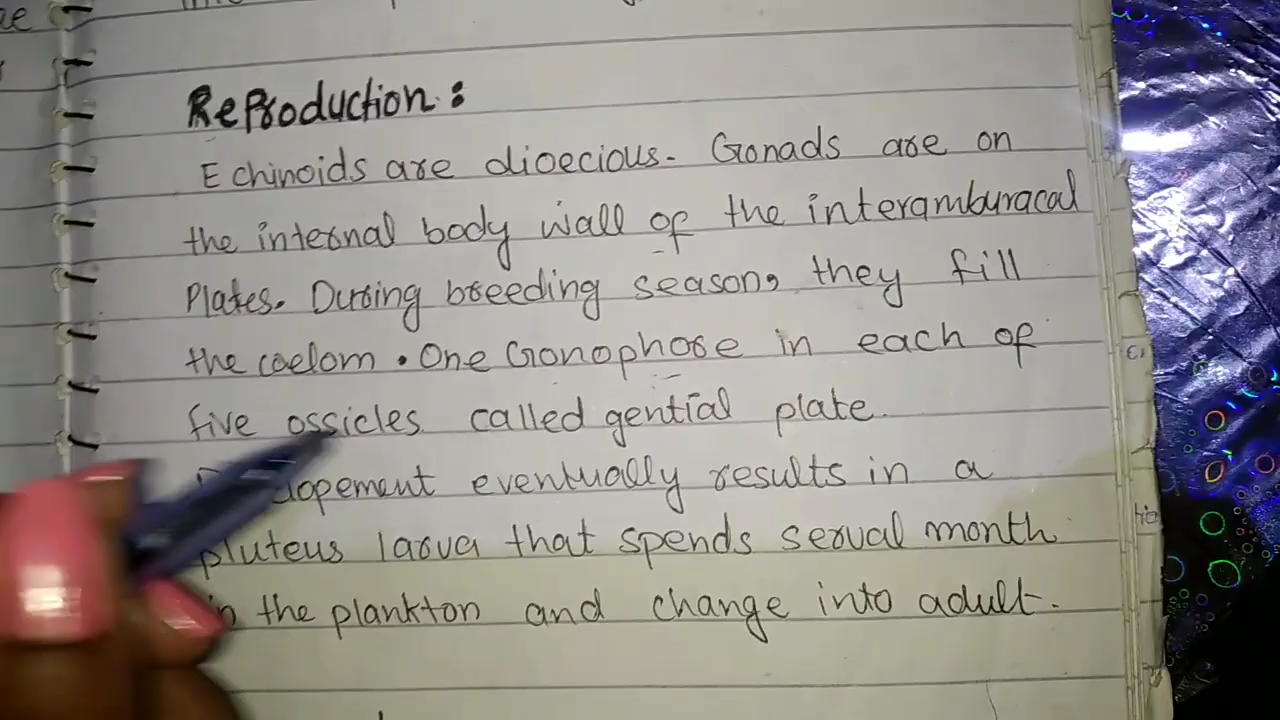 Reproduction:
Echinoids are dioecious. Gonads are on
the internal body wall of the interamburacal
Plates. During breeding season, they fill
the coelom. One Gonophore in each of
five ossicles called gential plate.
eventually results in a
pluteus larva that spends serval month
the plankton and change into adult.